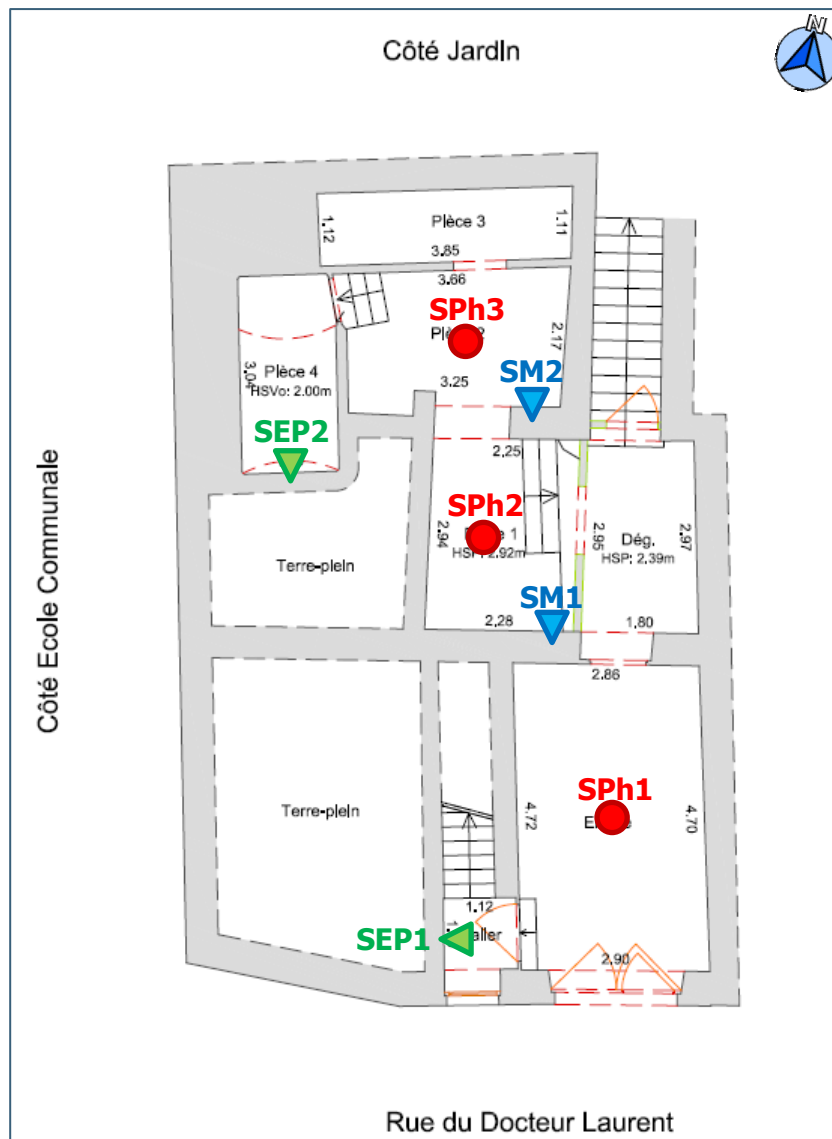 N
Côté Jardin
Pièce 3
1.12
1.11
3.85
3.66
SPh3
2.17
Pièce 4
HSVo: 2.00m
3.04
3.25
SM2
SEP2
2.25
SPh2
2.94
HSP: 2.92m
2.95
Dég.
HSP: 2.39m
2.97
Terre-plein
SM1
2.28
1.80
2.86
Côté Ecole Communale
SPh1
Terre-plein
4.72
4.70
1.12
SEP1
2.90
Rue du Docteur Laurent